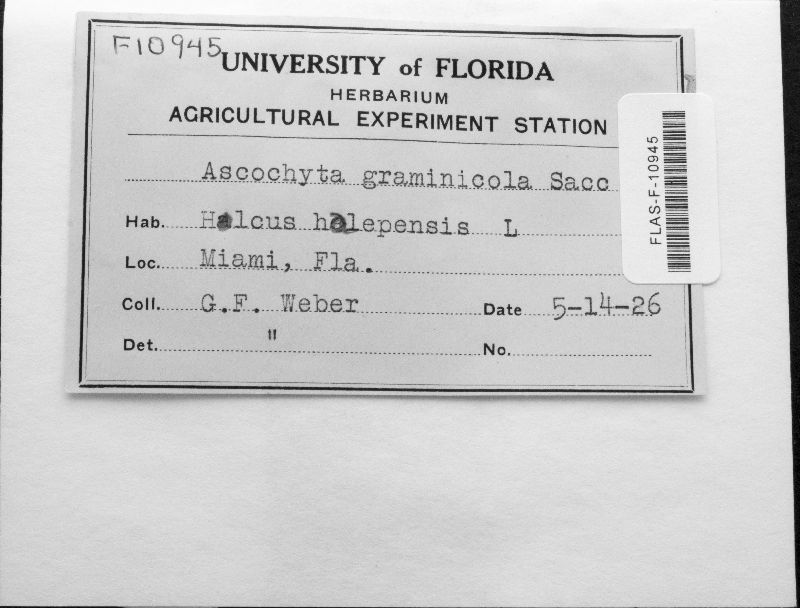 F10945
UNIVERSITY of FLORIDA
HERBARIUM
AGRICULTURAL EXPERIMENT STATION
Ascochyta graminicola Sacc
Hab. Holcus halepensis L
Loc. Miami, Fla.
Coll. G.F. Weber Date 5-14-26
Det. " No.
FLAS-F-10945